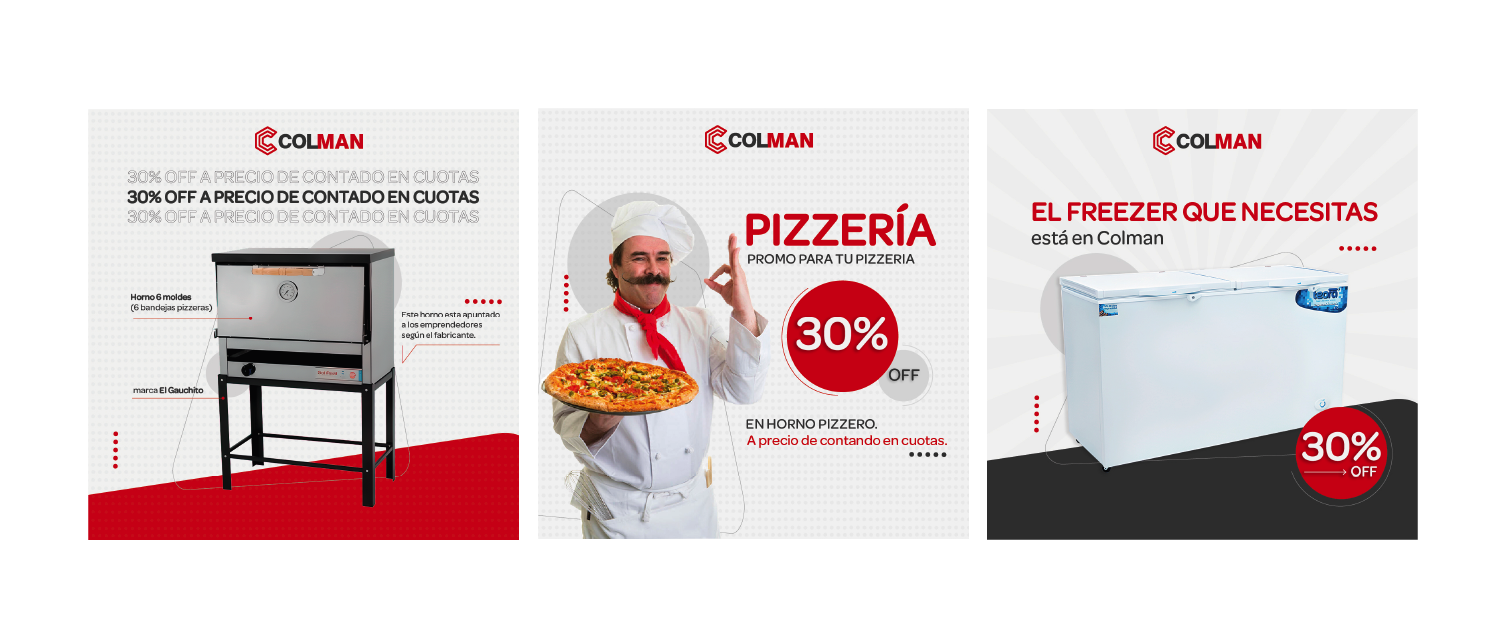 COLMAN
30% OFF A PRECIO DE CONTADO EN CUOTAS
30% OFF A PRECIO DE CONTADO EN CUOTAS
30% OFF A PRECIO DE CONTADO EN CUOTAS
Horno 6 moldes
(6 bandejas pizzeras)
Este horno esta apuntado
a los emprendedores
según el fabricante.
marca El Gauchito
COLMAN
PIZZERÍA
PROMO PARA TU PIZZERIA
30%
OFF
EN HORNO PIZZERO.
A precio de contando en cuotas.
COLMAN
EL FREEZER QUE NECESITAS
está en Colman
30%
OFF